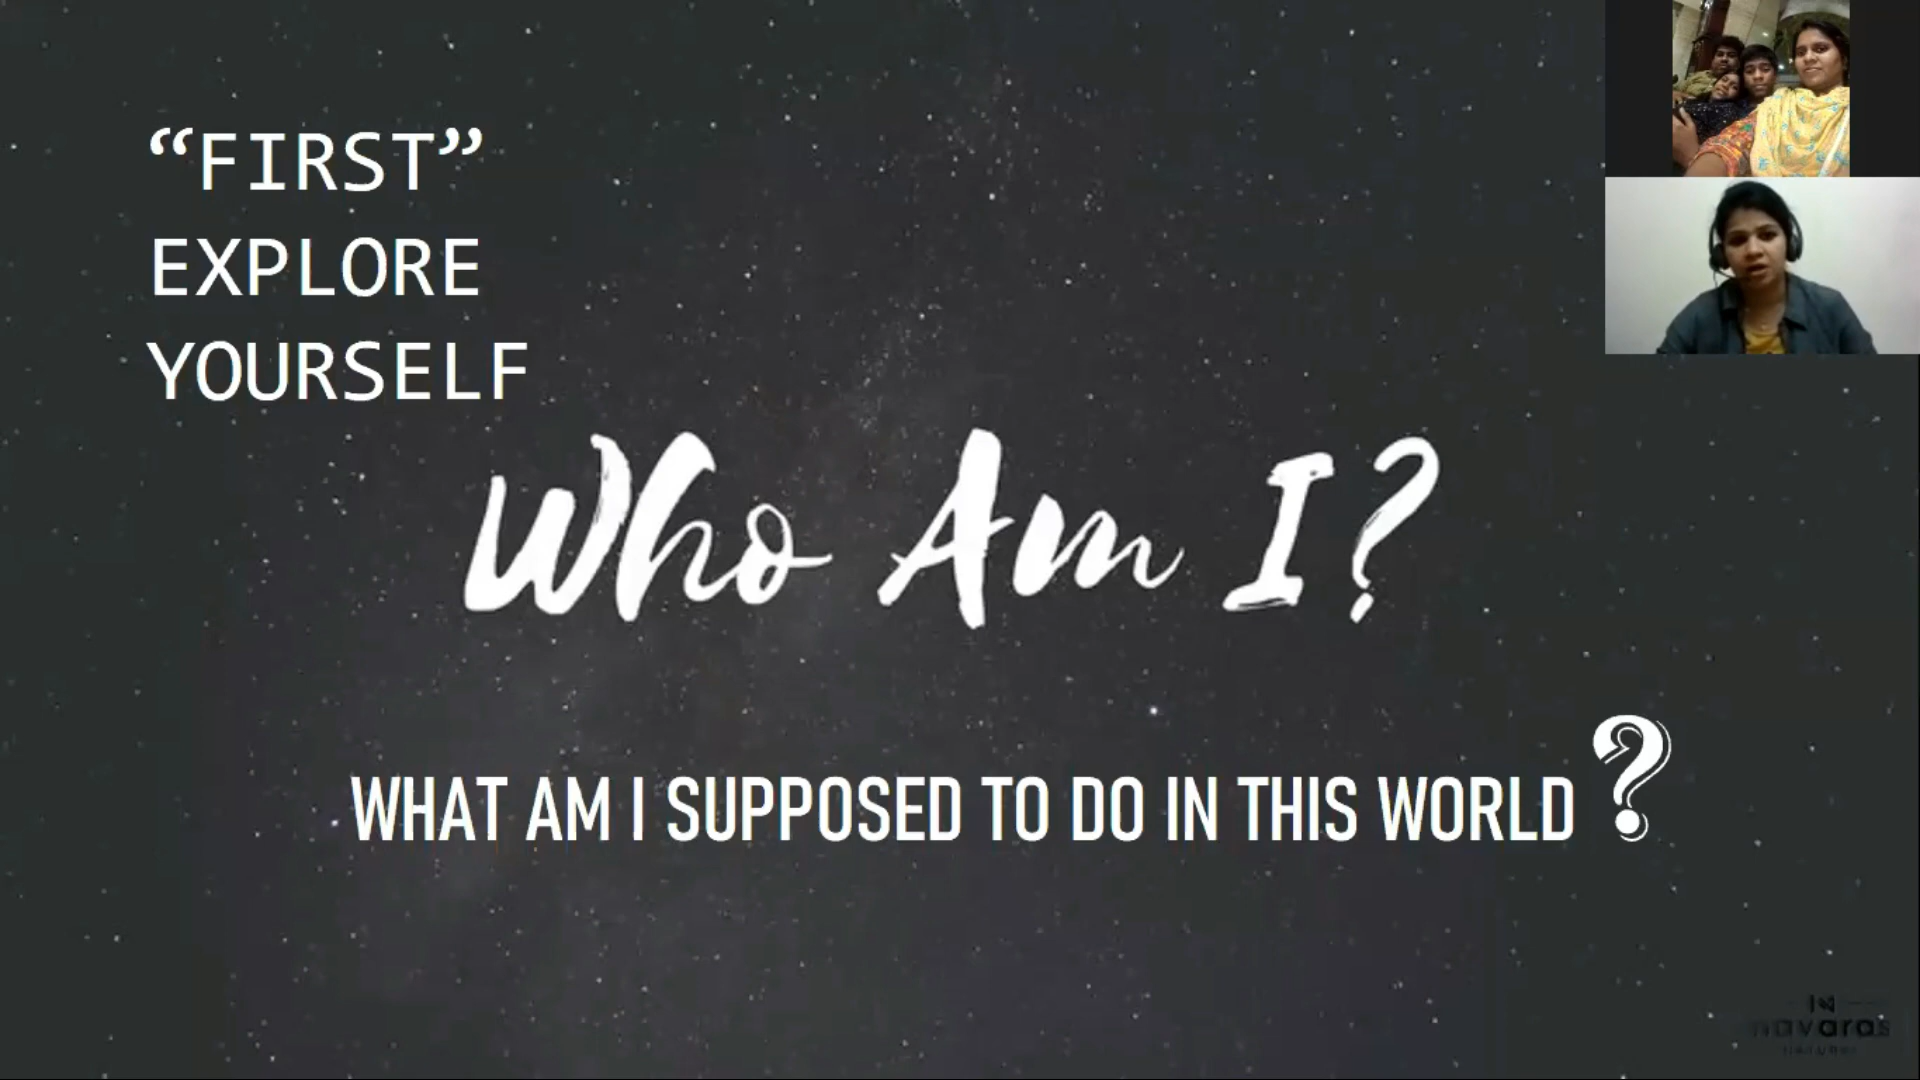 “FIRST”
EXPLORE
YOURSELF
Who Am I?
WHAT AM I SUPPOSED TO DO IN THIS WORLD?
navaras